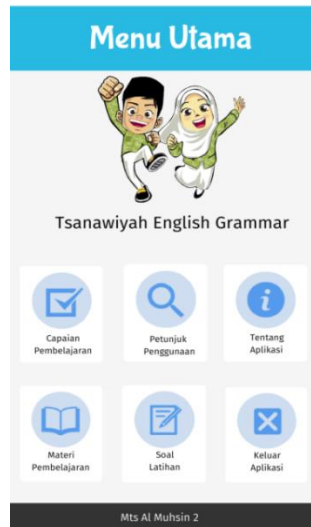 Menu Utama
Tsanawiyah English Grammar
Capaian
Pembelajaran
Petunjuk
Penggunaan
Tentang
Aplikasi
Materi
Pembelajaran
Soal
Latihan
Keluar
Aplikasi
Mts Al Muhsin 2